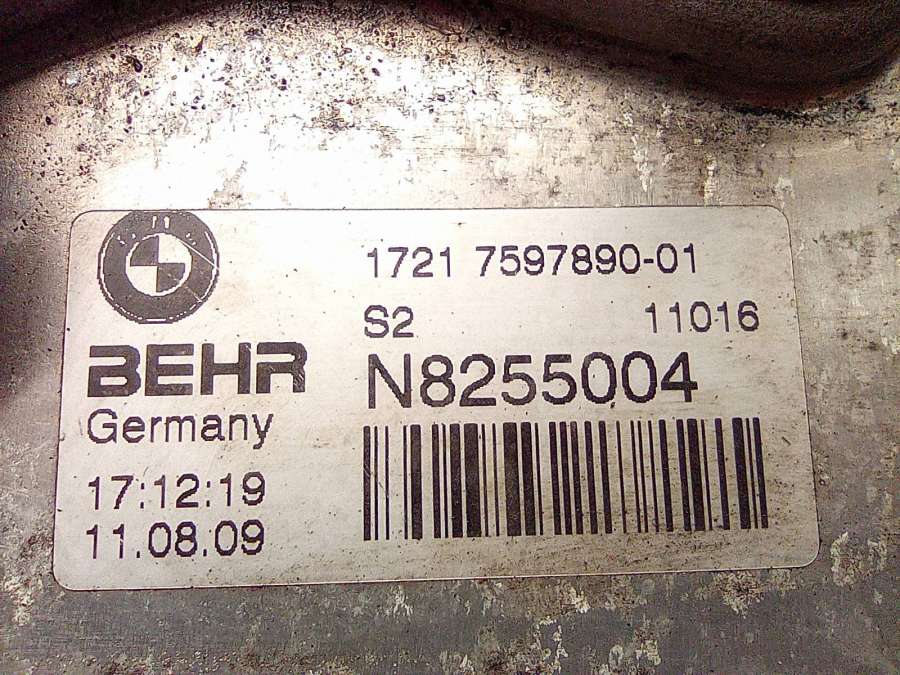 1721 7597890-01
S2 11016
BEHR N8255004
Germany
17:12:19
11.08.09